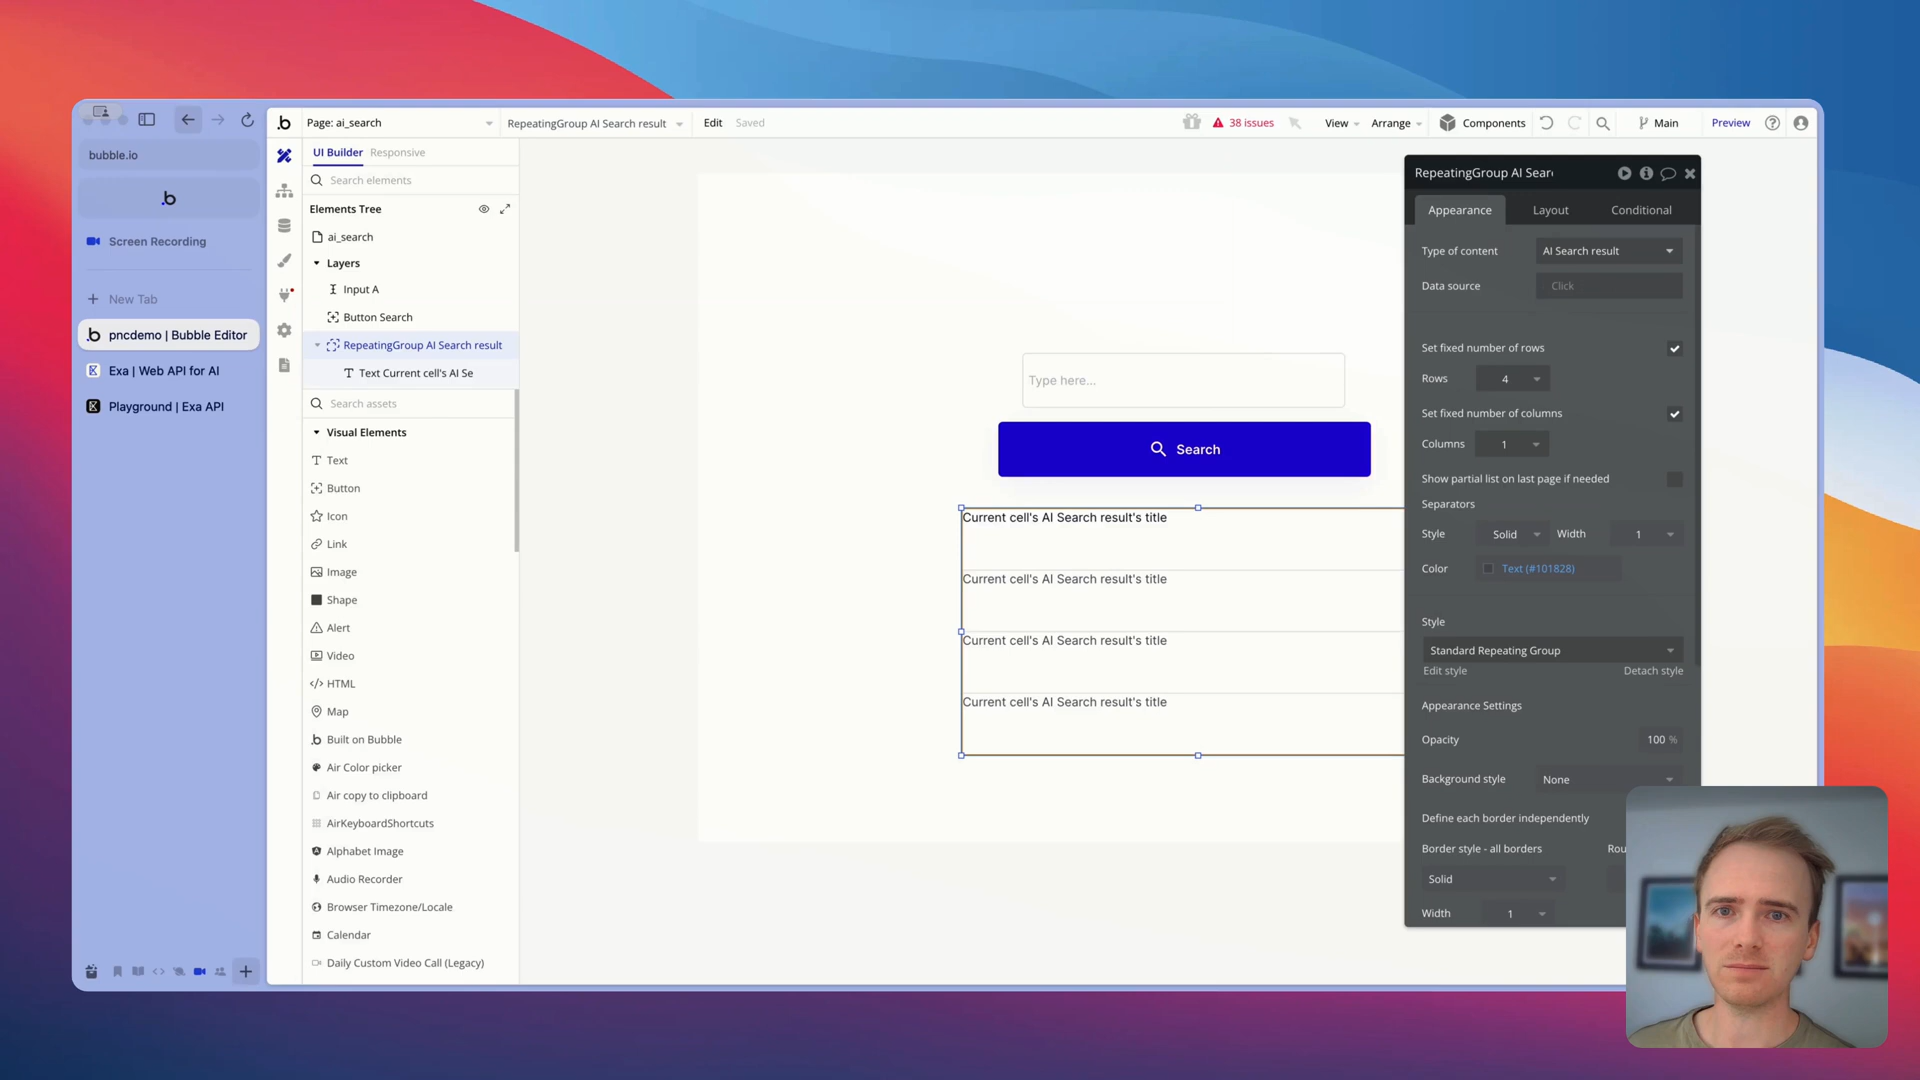 bubble.io
Screen Recording
New Tab
pncdemo | Bubble Editor
Exa | Web API for AI
Playground | Exa API
Page: ai_search
RepeatingGroup AI Search result
Edit
Saved
38 issues
View
Arrange
Components
Main
Preview
UI Builder
Responsive
Search elements
Elements Tree
ai_search
Layers
Input A
Button Search
RepeatingGroup AI Search result
Text Current cell's AI Se
Search assets
Visual Elements
Text
Button
Icon
Link
Image
Shape
Alert
Video
HTML
Map
Built on Bubble
Air Color picker
Air copy to clipboard
AirKeyboardShortcuts
Alphabet Image
Audio Recorder
Browser Timezone/Locale
Calendar
Daily Custom Video Call (Legacy)
Type here...
Search
Current cell's AI Search result's title
Current cell's AI Search result's title
Current cell's AI Search result's title
Current cell's AI Search result's title
RepeatingGroup AI Sear
Appearance
Layout
Conditional
Type of content
AI Search result
Data source
Click
Set fixed number of rows
Rows
4
Set fixed number of columns
Columns
1
Show partial list on last page if needed
Separators
Style
Solid
Width
1
Color
Text (#101828)
Style
Standard Repeating Group
Edit style
Detach style
Appearance Settings
Opacity
100 %
Background style
None
Define each border independently
Border style - all borders
Rou
Solid
Width
1